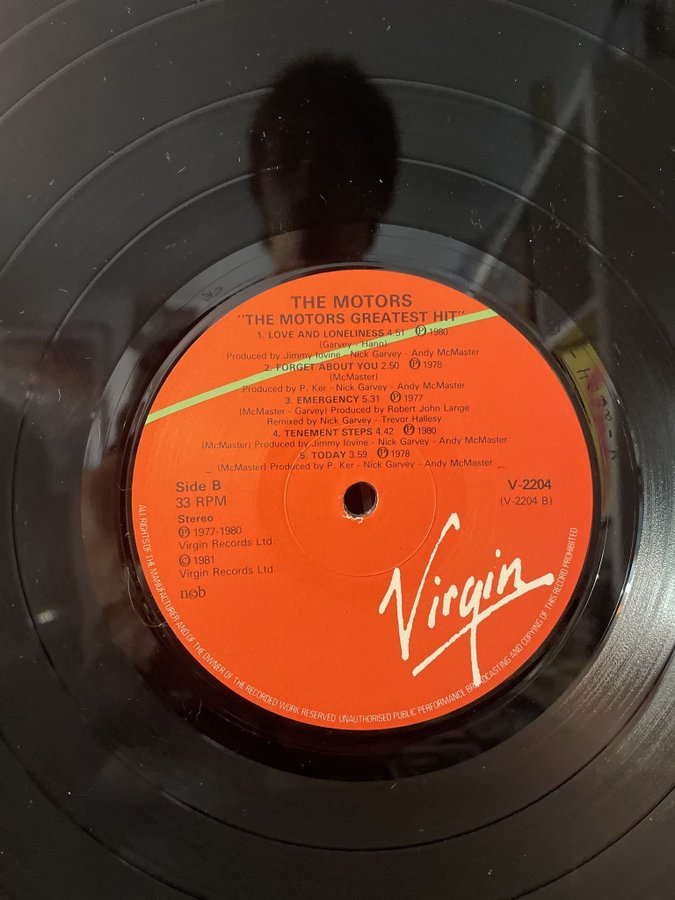 THE MOTORS
"THE MOTORS GREATEST HIT"
1. LOVE AND LONELINESS 4.51 Ⓟ 1980
(Garvey - Hann)
Produced by Jimmy Iovine - Nick Garvey - Andy McMaster
2. FORGET ABOUT YOU 2.50 Ⓟ 1978
(McMaster)
Produced by P. Ker - Nick Garvey - Andy McMaster
3. EMERGENCY 5.31 Ⓟ 1977
(McMaster - Garvey) Produced by Robert John Lange
Remixed by Nick Garvey - Trevor Hallesy
4. TENEMENT STEPS 4.42 Ⓟ 1980
(McMaster) Produced by Jimmy Iovine - Nick Garvey - Andy McMaster
5. TODAY 3.59 Ⓟ 1978
(McMaster) Produced by P. Ker - Nick Garvey - Andy McMaster
Side B
33 RPM
V-2204
(V-2204 B)
Stereo
Ⓟ 1977-1980
Virgin Records Ltd.
© 1981
Virgin Records Ltd.
nob
Virgin
ALL RIGHTS OF THE MANUFACTURER AND OF THE OWNER OF THE RECORDED WORK RESERVED UNAUTHORISED PUBLIC PERFORMANCE BROADCASTING AND COPYING OF THIS RECORD PROHIBITED